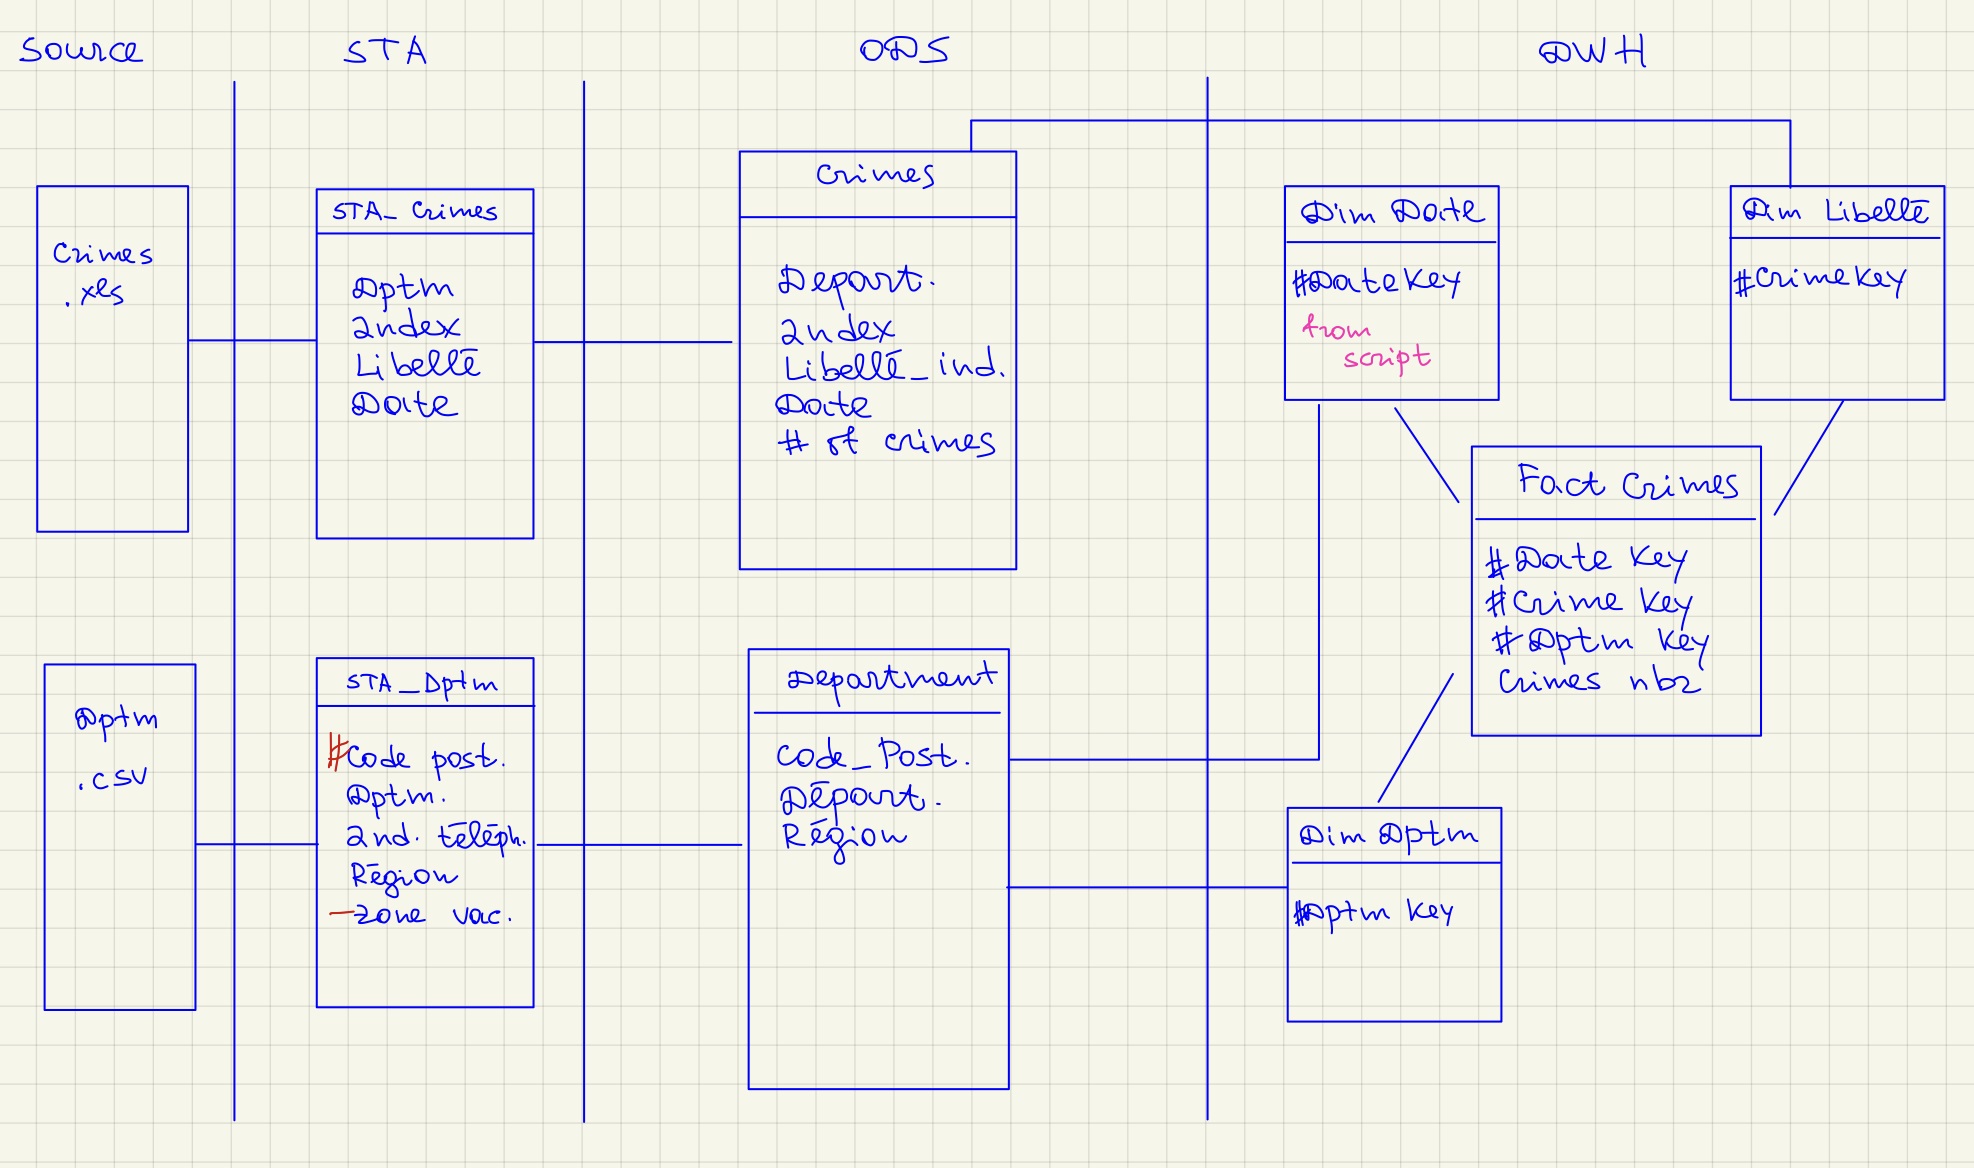 Source
STA
ODS
DWH
Crimes
.xls
STA_Crimes
Dptm
Index
Libellé
Date
Crimes
Depart.
Index
Libellé_ind.
Date
# of crimes
Dim Date
#DateKey
from
script
Dim Libellé
#CrimeKey
Fact Crimes
#Date Key
#Crime Key
#Dptm Key
Crimes nbr
Dptm
.csv
STA_Dptm
#Code post.
Dptm.
Ind. téléph.
Région
-Zone vac.
Department
Code_Post.
Départ.
Région
Dim Dptm
#Dptm Key